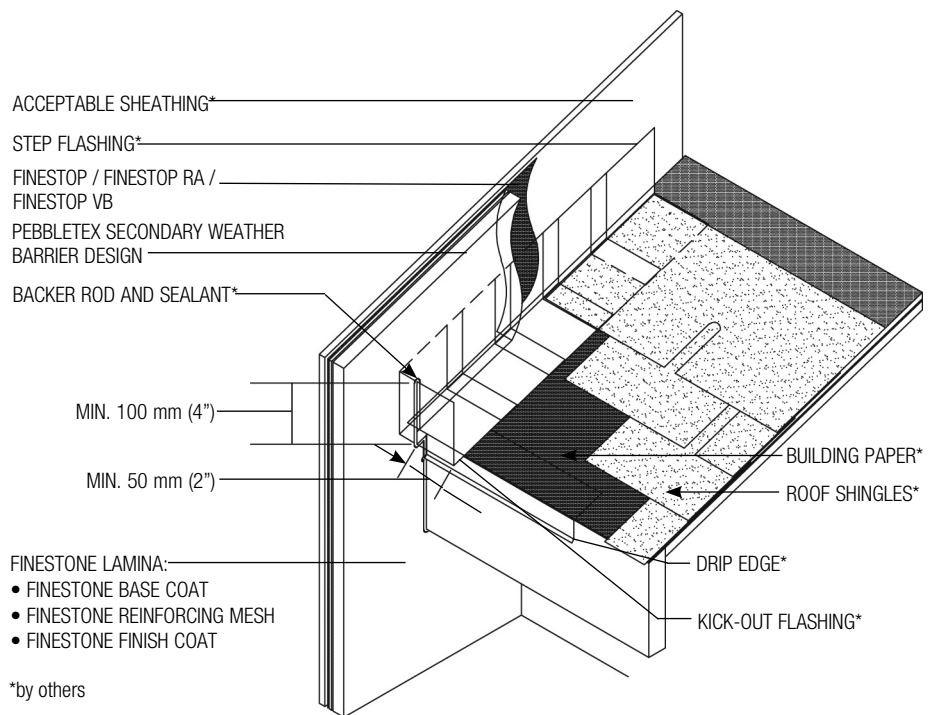 ACCEPTABLE SHEATHING*
STEP FLASHING*
FINESTOP / FINESTOP RA /
FINESTOP VB
PEBBLETEX SECONDARY WEATHER
BARRIER DESIGN
BACKER ROD AND SEALANT*
MIN. 100 mm (4”)
MIN. 50 mm (2”)
BUILDING PAPER*
ROOF SHINGLES*
DRIP EDGE*
KICK-OUT FLASHING*
FINESTONE LAMINA:
• FINESTONE BASE COAT
• FINESTONE REINFORCING MESH
• FINESTONE FINISH COAT
*by others